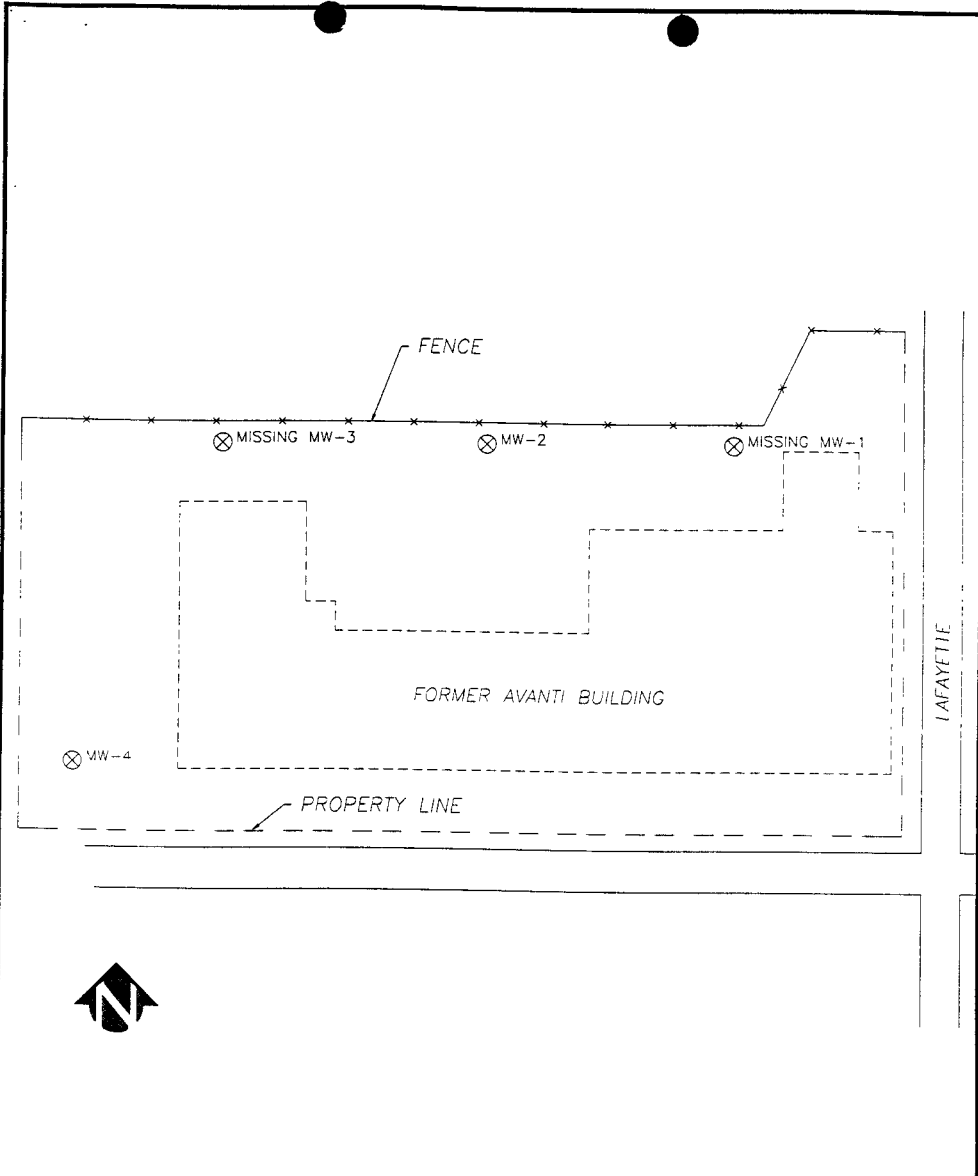 FENCE
MISSING MW-3
MW-2
MISSING MW-1
LAFAYETTE
FORMER AVANTI BUILDING
MW-4
PROPERTY LINE
N